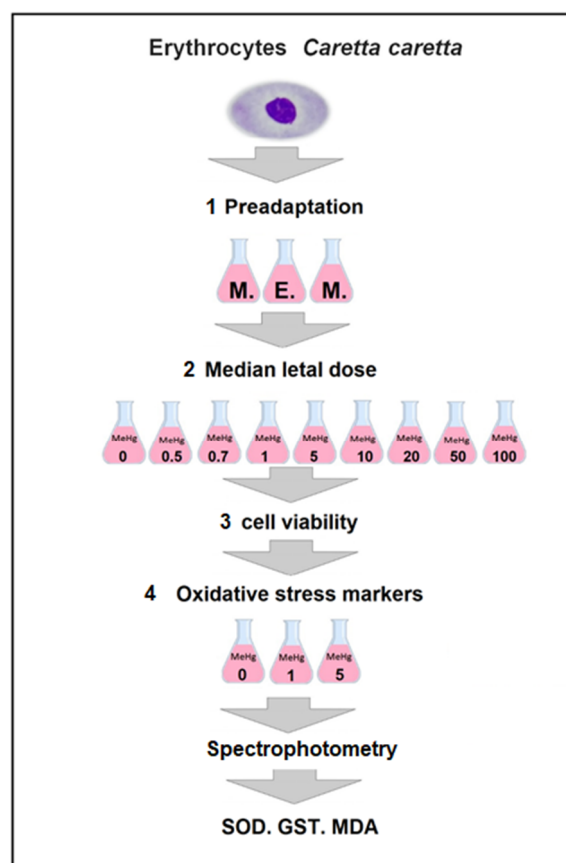 Erythrocytes Caretta caretta
1 Preadaptation
M. E. M.
2 Median letal dose
MeHg MeHg MeHg MeHg MeHg MeHg MeHg MeHg MeHg
0 0.5 0.7 1 5 10 20 50 100
3 cell viability
4 Oxidative stress markers
MeHg MeHg MeHg
0 1 5
Spectrophotometry
SOD. GST. MDA